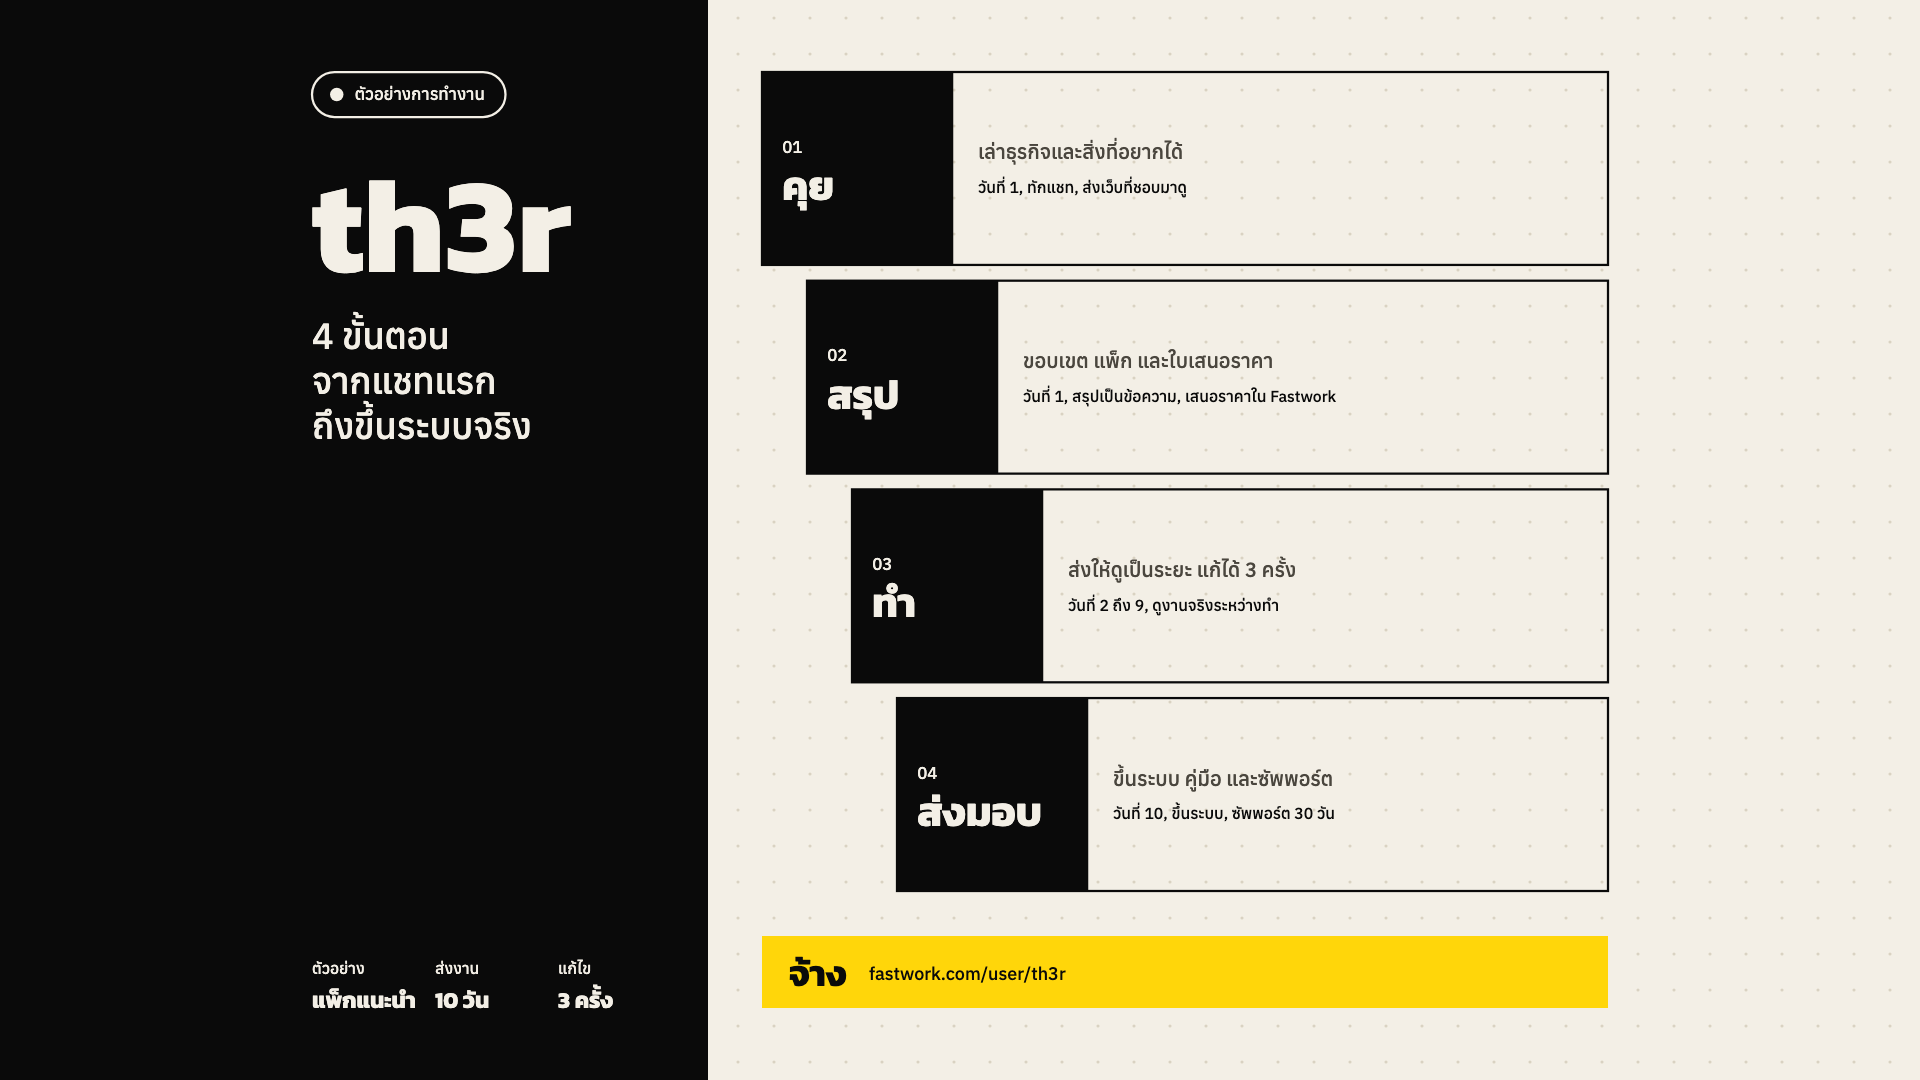 ตัวอย่างการทำงาน
th3r
4 ขั้นตอน
จากแชทแรก
ถึงขึ้นระบบจริง
ตัวอย่าง
แพ็กแนะนำ
ส่งงาน
10 วัน
แก้ไข
3 ครั้ง
01
คุย
เล่าธุรกิจและสิ่งที่อยากได้
วันที่ 1, ทักแชท, ส่งเว็บที่ชอบมาดู
02
สรุป
ขอบเขต แพ็ก และใบเสนอราคา
วันที่ 1, สรุปเป็นข้อความ, เสนอราคาใน Fastwork
03
ทำ
ส่งให้ดูเป็นระยะ แก้ได้ 3 ครั้ง
วันที่ 2 ถึง 9, ดูงานจริงระหว่างทำ
04
ส่งมอบ
ขึ้นระบบ คู่มือ และซัพพอร์ต
วันที่ 10, ขึ้นระบบ, ซัพพอร์ต 30 วัน
จ้าง
fastwork.com/user/th3r